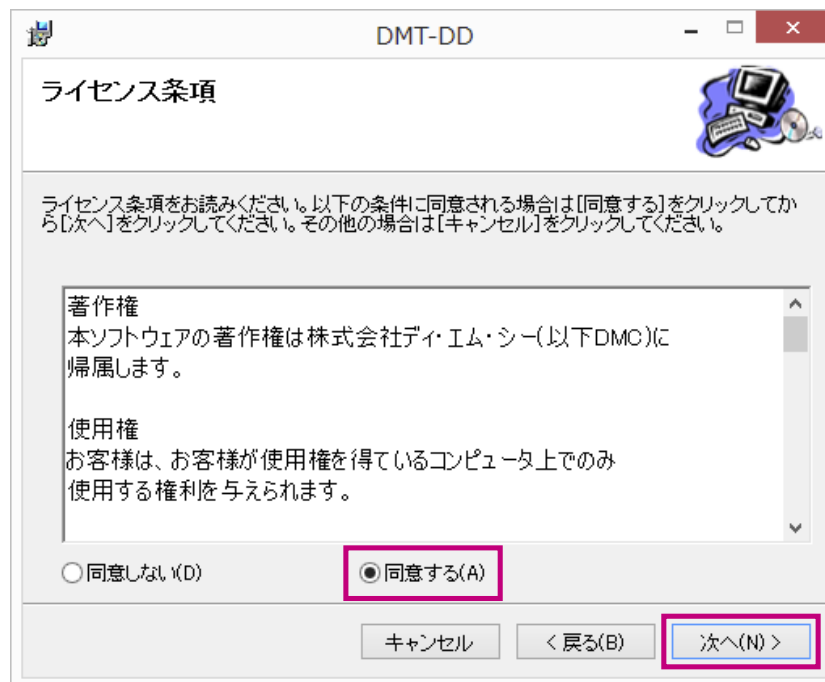 DMT-DD
ライセンス条項
ライセンス条項をお読みください。以下の条件に同意される場合は[同意する]をクリックしてか
ら[次へ]をクリックしてください。その他の場合は[キャンセル]をクリックしてください。
著作権
本ソフトウェアの著作権は株式会社ディ・エム・シー(以下DMC)に
帰属します。
使用権
お客様は、お客様が使用権を得ているコンピュータ上でのみ
使用する権利を与えられます。
同意しない(D)
同意する(A)
キャンセル
< 戻る(B)
次へ(N) >